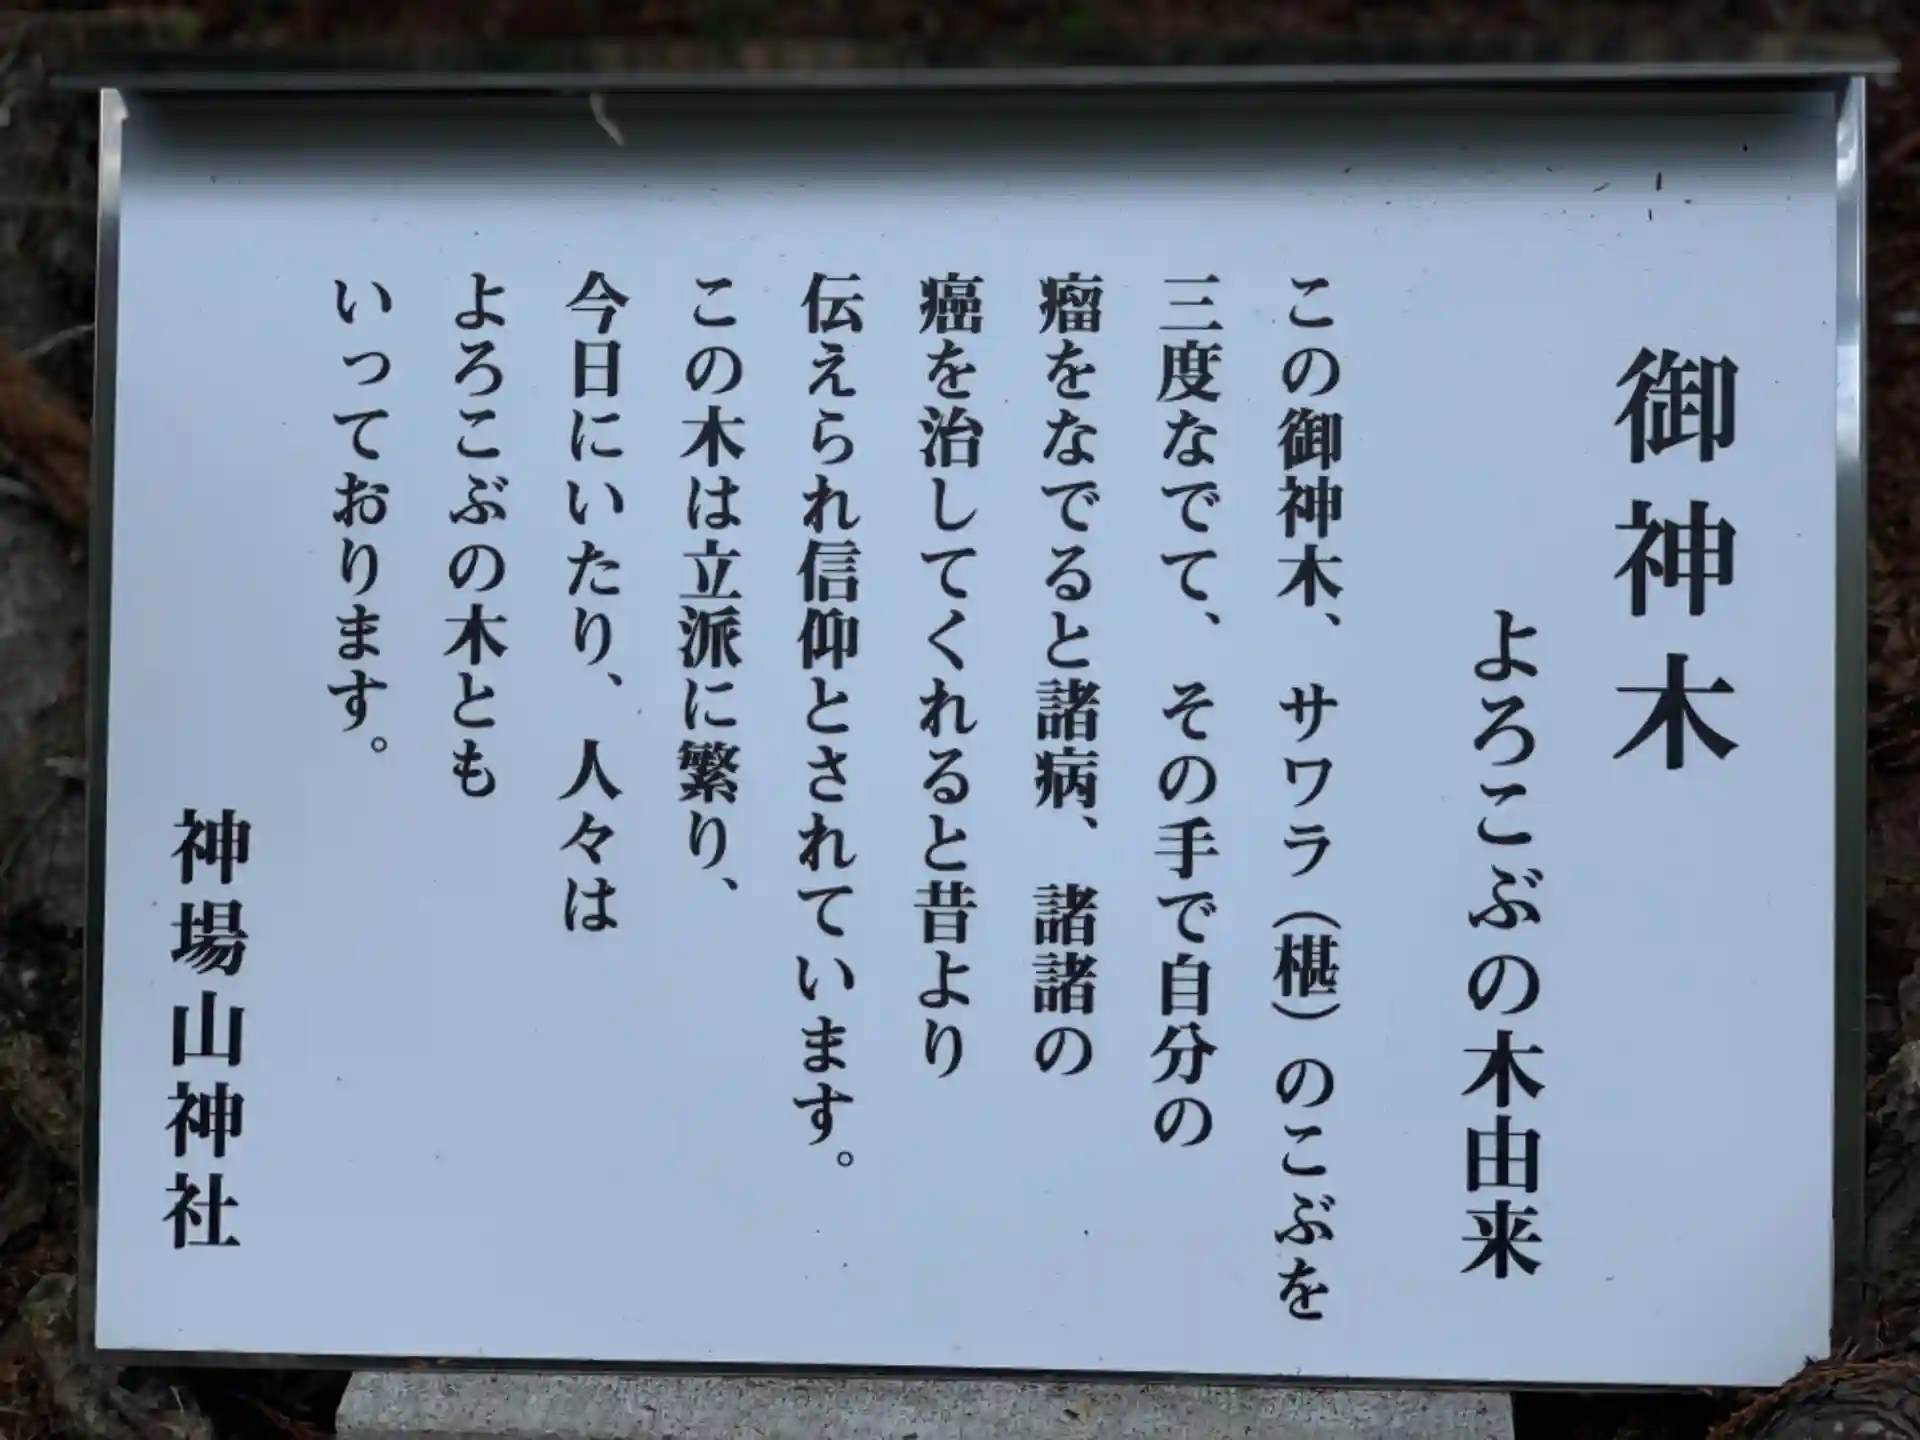 御神木
よろこぶの木由来
この御神木、サワラ（椹）のこぶを
三度なでて、その手で自分の
瘤をなでると諸病、諸諸の
癌を治してくれると昔より
伝えられ信仰とされています。
この木は立派に繁り、
今日にいたり、人々は
よろこぶの木とも
いっております。
神場山神社